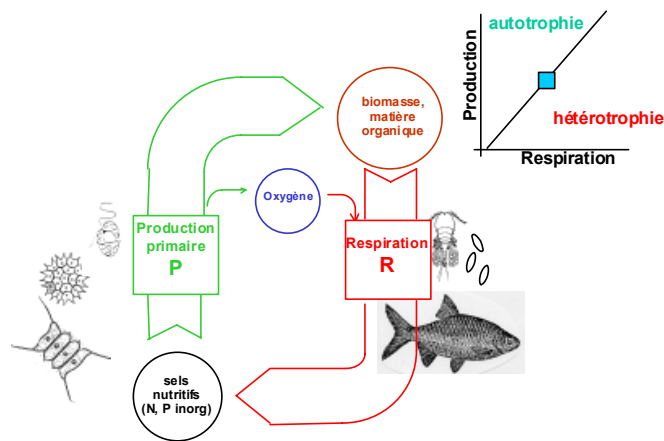 autotrophie
Production
hétérotrophie
Respiration
biomasse,
matière
organique
Oxygène
Production
primaire
P
Respiration
R
sels
nutritifs
(N, P inorg)